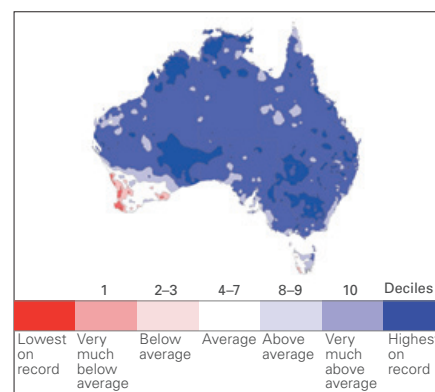 1 2–3 4–7 8–9 10 Deciles
Lowest Very Below Average Above Very Highest
on much average average much on
record below above record
average average